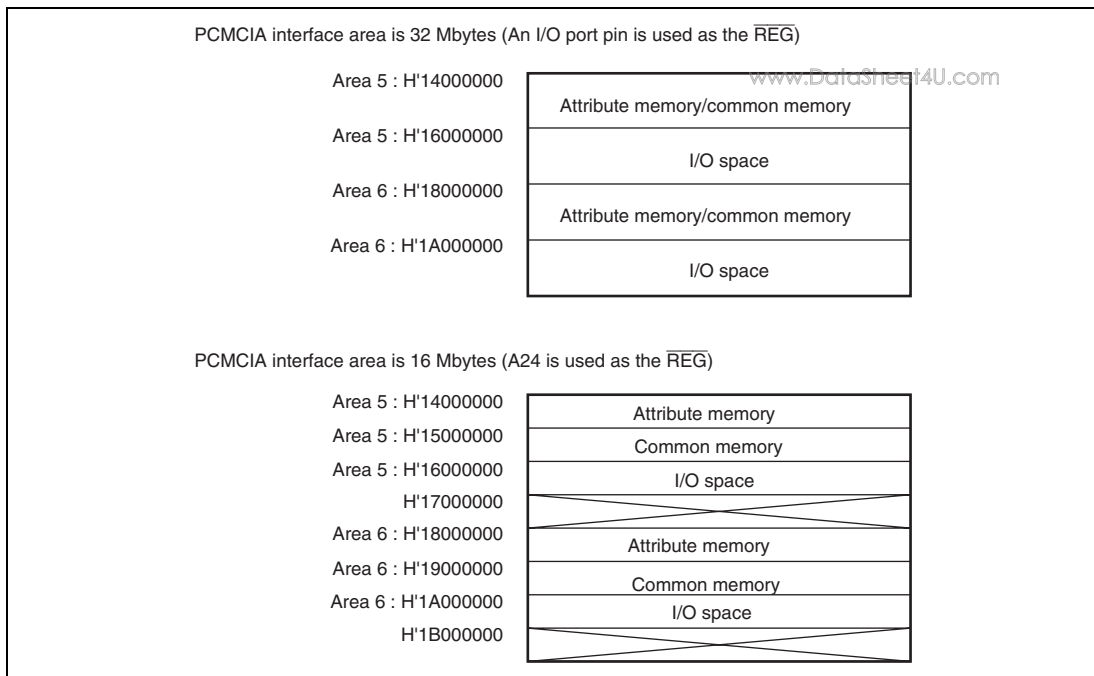 PCMCIA interface area is 32 Mbytes (An I/O port pin is used as the REG)
www.DataSheet4U.com
Area 5 : H'14000000
Attribute memory/common memory
Area 5 : H'16000000
I/O space
Area 6 : H'18000000
Attribute memory/common memory
Area 6 : H'1A000000
I/O space
PCMCIA interface area is 16 Mbytes (A24 is used as the REG)
Area 5 : H'14000000
Attribute memory
Area 5 : H'15000000
Common memory
Area 5 : H'16000000
I/O space
H'17000000
Area 6 : H'18000000
Attribute memory
Area 6 : H'19000000
Common memory
Area 6 : H'1A000000
I/O space
H'1B000000